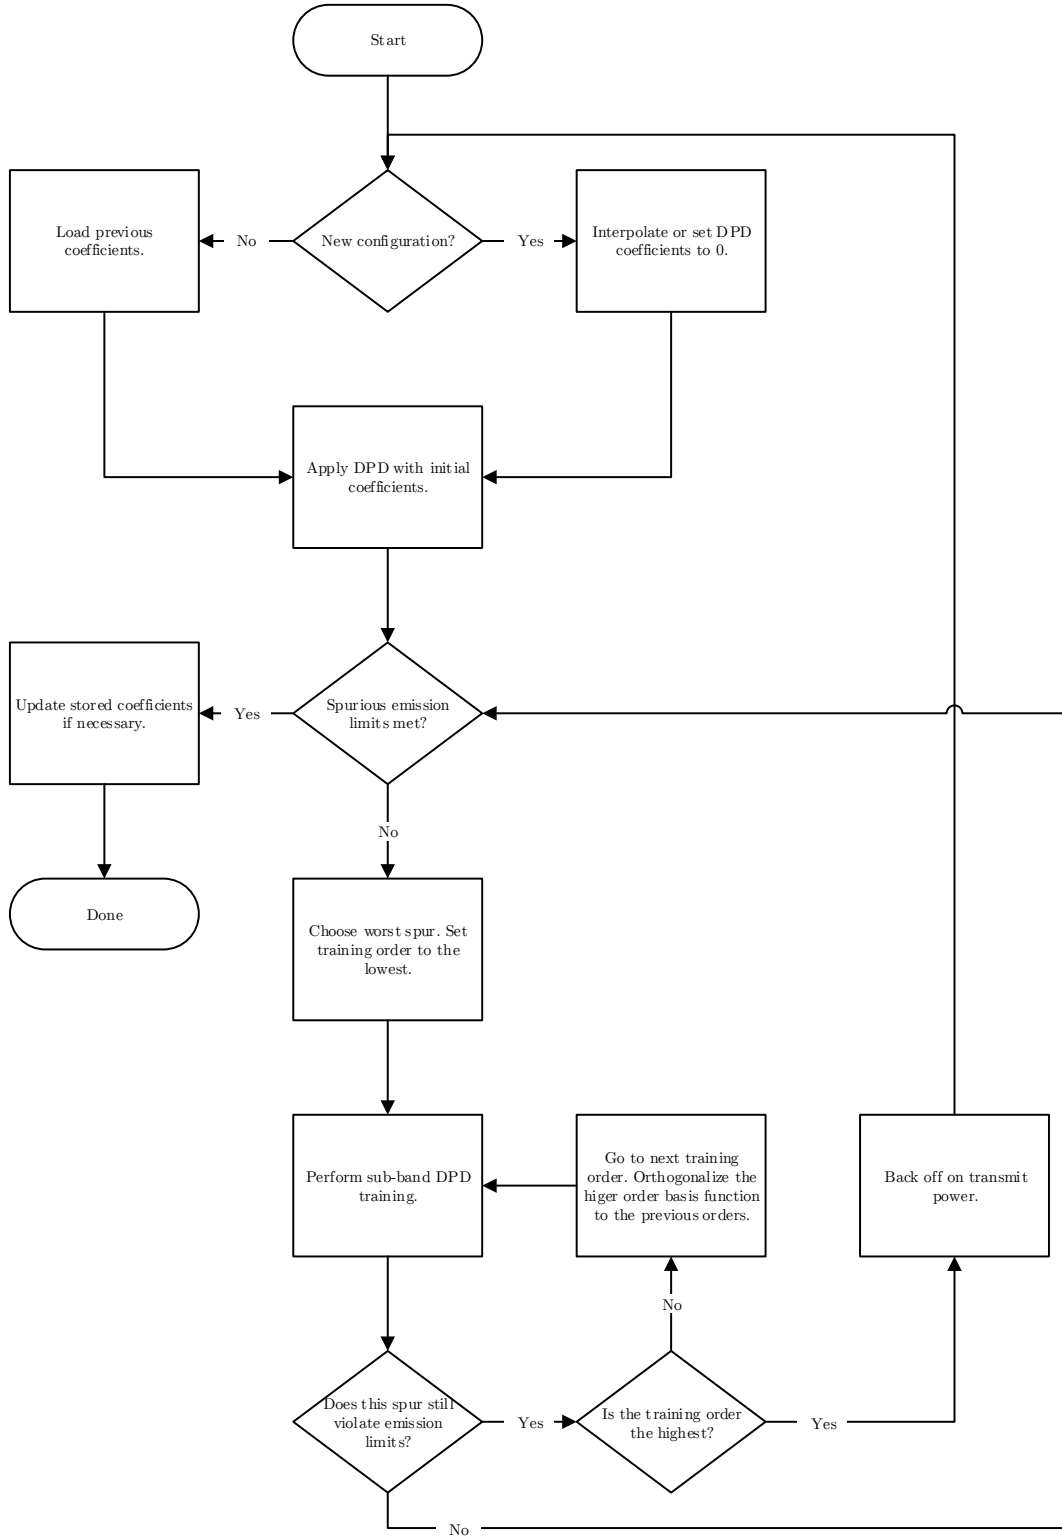 Start
Load previous
coefficients.
No
New configuration?
Yes
Interpolate or set DPD
coefficients to 0.
Apply DPD with initial
coefficients.
Update stored coefficients
if necessary.
Yes
Spurious emission
limits met?
No
Done
Choose worst spur. Set
training order to the
lowest.
Perform sub-band DPD
training.
Go to next training
order. Orthogonalize the
higer order basis function
to the previous orders.
Back off on transmit
power.
No
Does this spur still
violate emission
limits?
Yes
Is the training order
the highest?
Yes
No